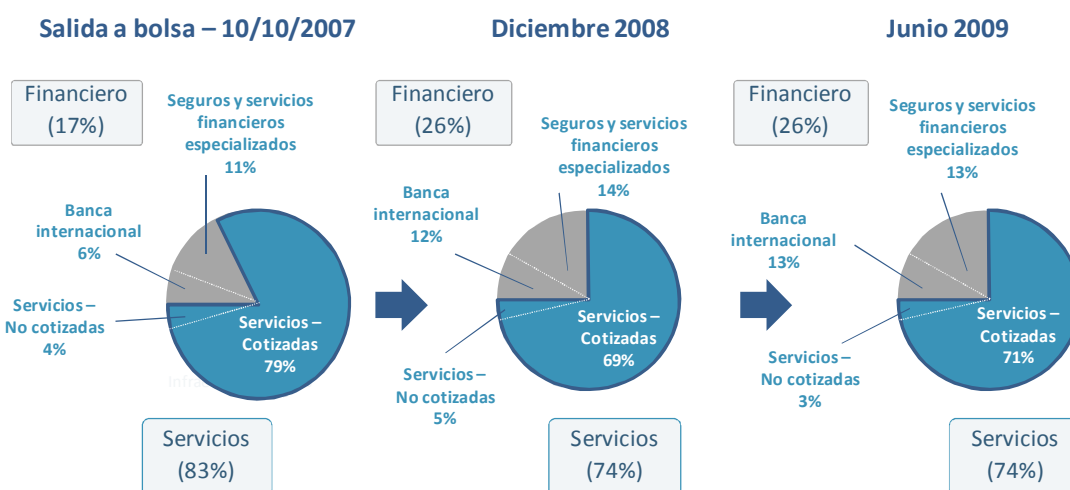 Salida a bolsa – 10/10/2007
Financiero
(17%)
Seguros y servicios
financieros
especializados
11%
Banca
internacional
6%
Servicios –
No cotizadas
4%
Servicios –
Cotizadas
79%
Servicios
(83%)
Diciembre 2008
Financiero
(26%)
Seguros y servicios
financieros
especializados
14%
Banca
internacional
12%
Servicios –
No cotizadas
5%
Servicios –
Cotizadas
69%
Servicios
(74%)
Junio 2009
Financiero
(26%)
Seguros y servicios
financieros
especializados
13%
Banca
internacional
13%
Servicios –
No cotizadas
3%
Servicios –
Cotizadas
71%
Servicios
(74%)